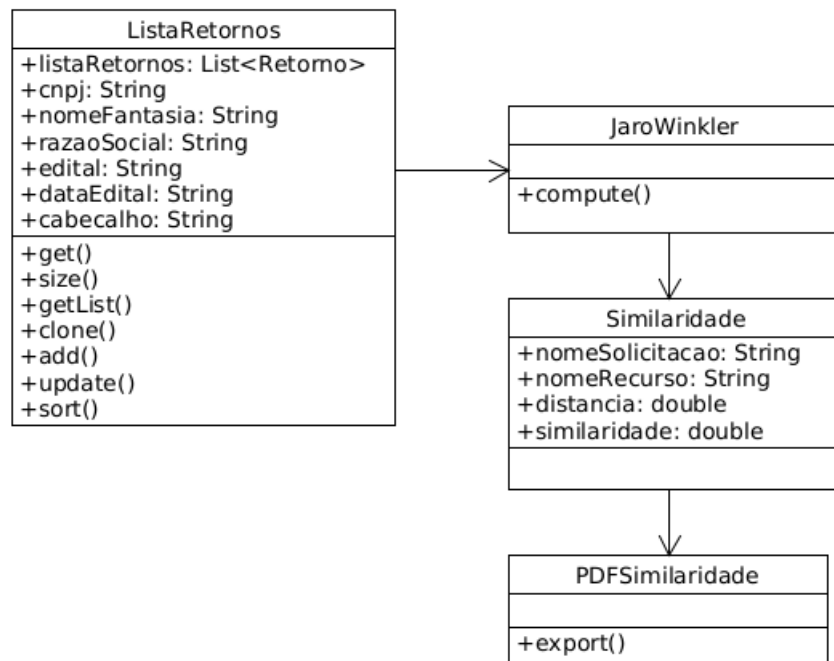 ListaRetornos
+listaRetornos: List<Retorno>
+cnpj: String
+nomeFantasia: String
+razaoSocial: String
+edital: String
+dataEdital: String
+cabecalho: String
+get()
+size()
+getList()
+clone()
+add()
+update()
+sort()
JaroWinkler
+compute()
Similaridade
+nomeSolicitacao: String
+nomeRecurso: String
+distancia: double
+similaridade: double
PDFSimilaridade
+export()